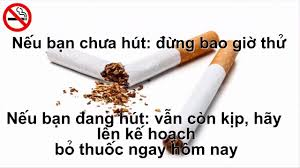 Nếu bạn chưa hút: đừng bao giờ thử
Nếu bạn đang hút: vẫn còn kịp, hãy
lên kế hoạch
bỏ thuốc ngay hôm nay